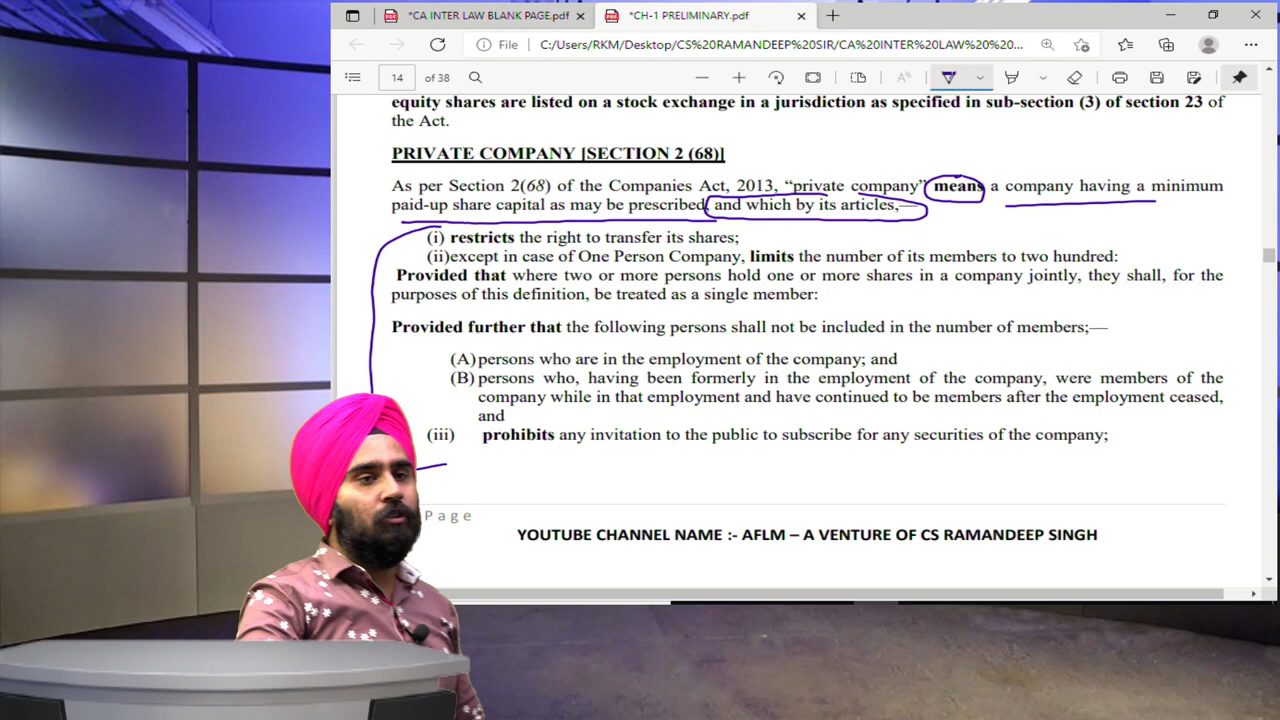 *CA INTER LAW BLANK PAGE.pdf
*CH-1 PRELIMINARY.pdf
File C:/Users/RKM/Desktop/CS%20RAMANDEEP%20SIR/CA%20INTER%20LAW%20%20...
14 of 38
equity shares are listed on a stock exchange in a jurisdiction as specified in sub-section (3) of section 23 of
the Act.
PRIVATE COMPANY [SECTION 2 (68)]
As per Section 2(68) of the Companies Act, 2013, “private company” means a company having a minimum
paid-up share capital as may be prescribed, and which by its articles,—
(i) restricts the right to transfer its shares;
(ii)except in case of One Person Company, limits the number of its members to two hundred:
Provided that where two or more persons hold one or more shares in a company jointly, they shall, for the
purposes of this definition, be treated as a single member:
Provided further that the following persons shall not be included in the number of members;—
(A) persons who are in the employment of the company; and
(B) persons who, having been formerly in the employment of the company, were members of the
company while in that employment and have continued to be members after the employment ceased,
and
(iii) prohibits any invitation to the public to subscribe for any securities of the company;
Page
YOUTUBE CHANNEL NAME :- AFLM – A VENTURE OF CS RAMANDEEP SINGH